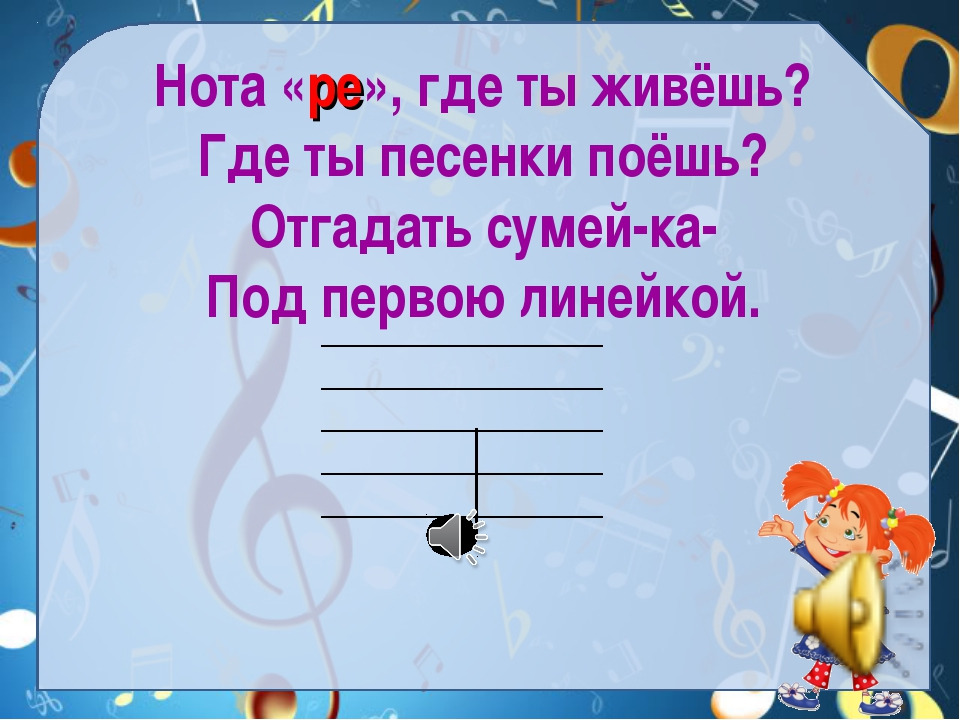 Нота «ре», где ты живёшь?
Где ты песенки поёшь?
Отгадать сумей-ка-
Под первою линейкой.